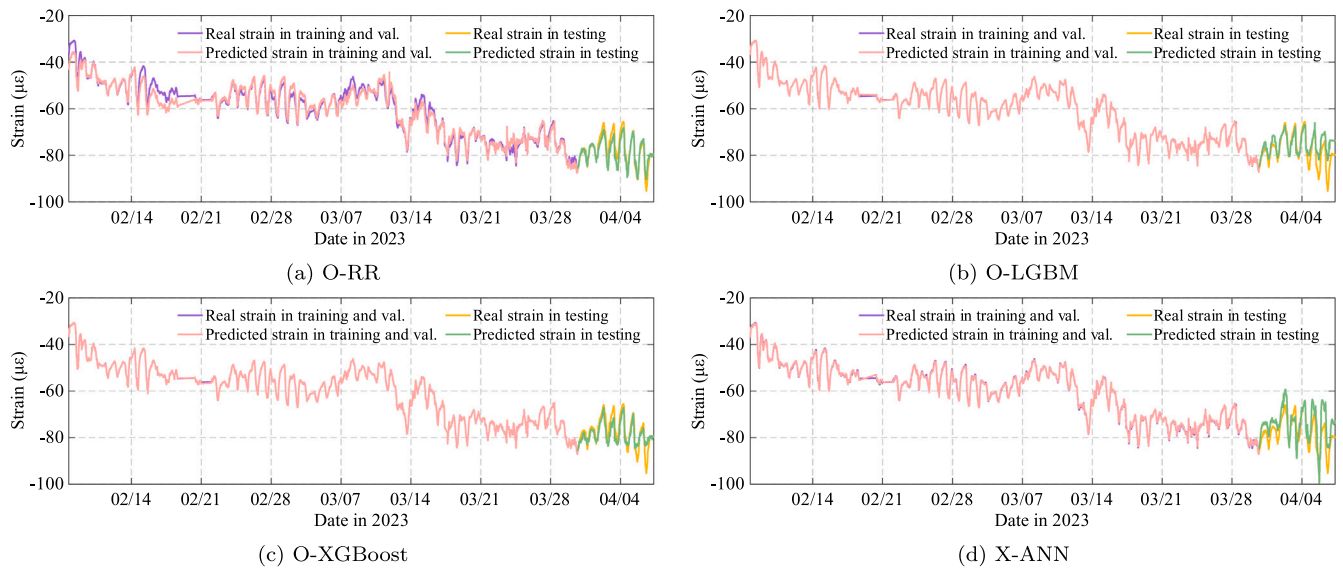 Real strain in training and val.
Real strain in testing
Predicted strain in training and val.
Predicted strain in testing
Strain (με)
-20
-40
-60
-80
-100
02/14 02/21 02/28 03/07 03/14 03/21 03/28 04/04
Date in 2023
(a) O-RR
Real strain in training and val.
Real strain in testing
Predicted strain in training and val.
Predicted strain in testing
Strain (με)
-20
-40
-60
-80
-100
02/14 02/21 02/28 03/07 03/14 03/21 03/28 04/04
Date in 2023
(b) O-LGBM
Real strain in training and val.
Real strain in testing
Predicted strain in training and val.
Predicted strain in testing
Strain (με)
-20
-40
-60
-80
-100
02/14 02/21 02/28 03/07 03/14 03/21 03/28 04/04
Date in 2023
(c) O-XGBoost
Real strain in training and val.
Real strain in testing
Predicted strain in training and val.
Predicted strain in testing
Strain (με)
-20
-40
-60
-80
-100
02/14 02/21 02/28 03/07 03/14 03/21 03/28 04/04
Date in 2023
(d) X-ANN